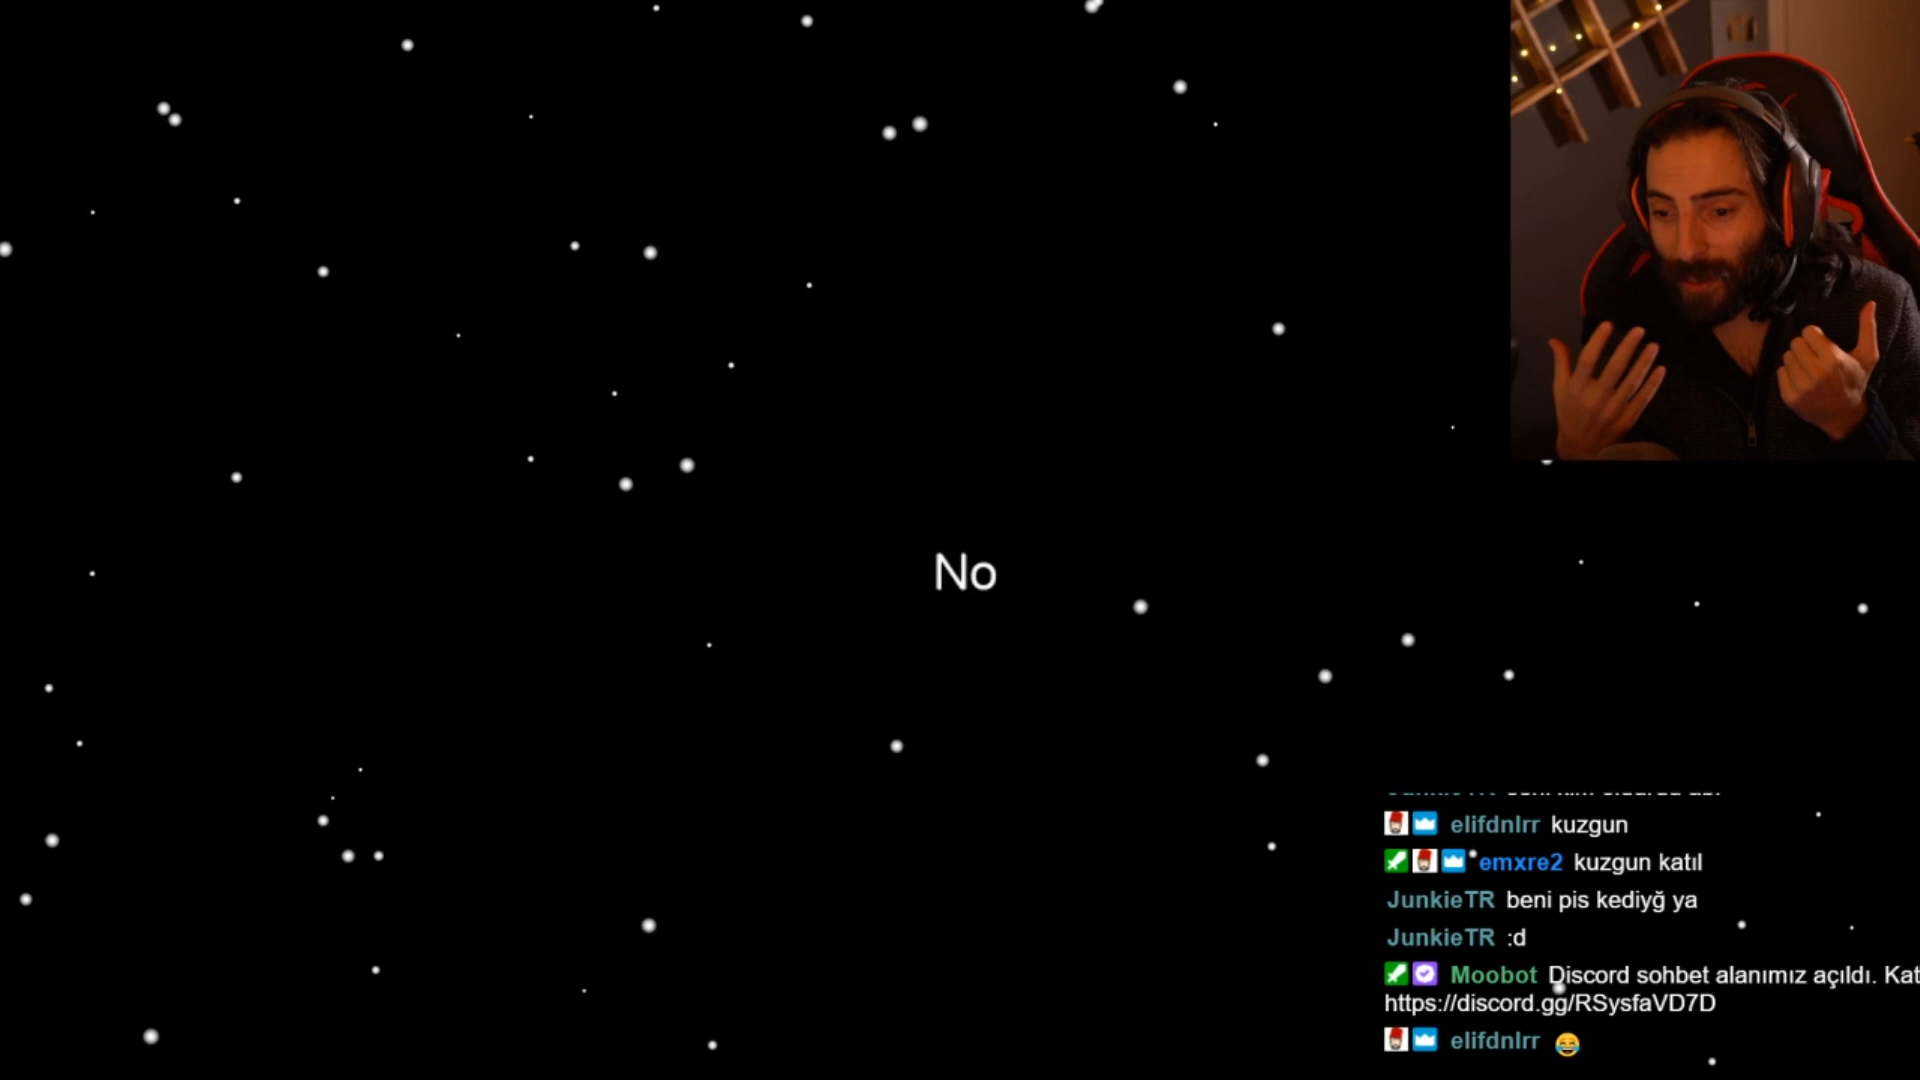 No
elifdnlrr kuzgun
emxre2 kuzgun katıl
JunkieTR beni pis kediyğ ya
JunkieTR :d
Moobot Discord sohbet alanımız açıldı. Kat
https://discord.gg/RSysfaVD7D
elifdnlrr 😂